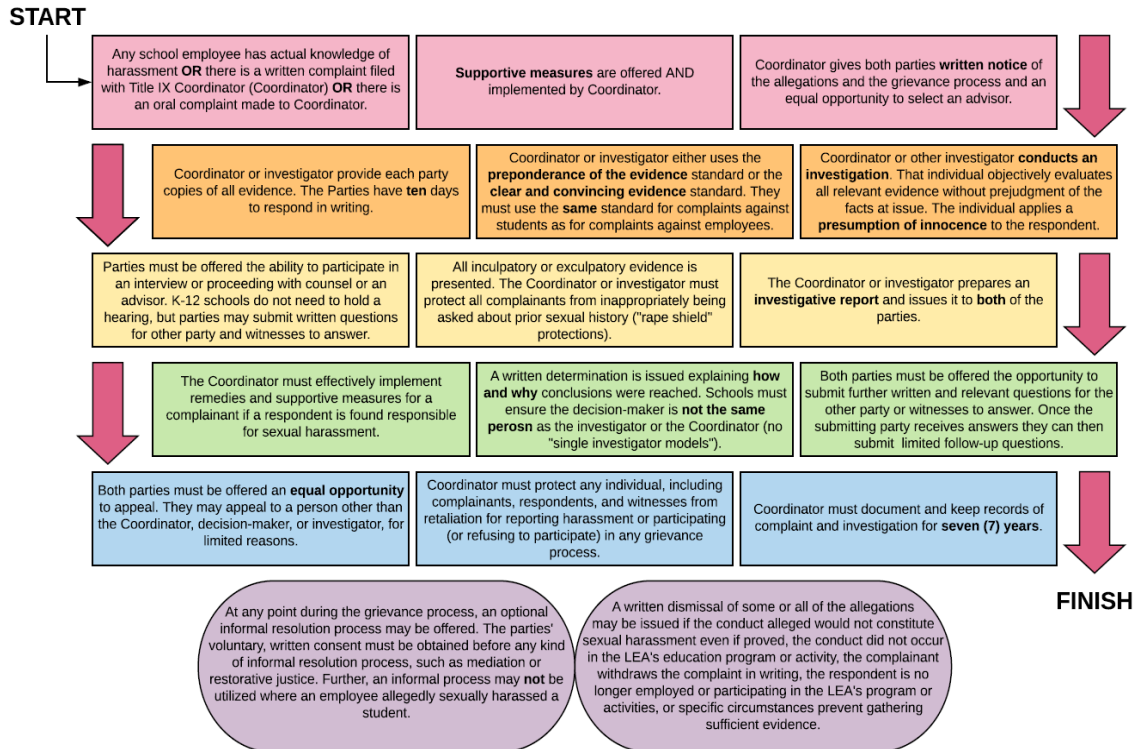 START
Any school employee has actual knowledge of
harassment OR there is a written complaint filed
with Title IX Coordinator (Coordinator) OR there is
an oral complaint made to Coordinator.
Supportive measures are offered AND
implemented by Coordinator.
Coordinator gives both parties written notice of
the allegations and the grievance process and an
equal opportunity to select an advisor.
Coordinator or other investigator conducts an
investigation. That individual objectively evaluates
all relevant evidence without prejudgment of the
facts at issue. The individual applies a
presumption of innocence to the respondent.
Coordinator or investigator either uses the
preponderance of the evidence standard or the
clear and convincing evidence standard. They
must use the same standard for complaints against
students as for complaints against employees.
Coordinator or investigator provide each party
copies of all evidence. The Parties have ten days
to respond in writing.
Parties must be offered the ability to participate in
an interview or proceeding with counsel or an
advisor. K-12 schools do not need to hold a
hearing, but parties may submit written questions
for other party and witnesses to answer.
All inculpatory or exculpatory evidence is
presented. The Coordinator or investigator must
protect all complainants from inappropriately being
asked about prior sexual history ("rape shield"
protections).
The Coordinator or investigator prepares an
investigative report and issues it to both of the
parties.
Both parties must be offered the opportunity to
submit further written and relevant questions for the
other party or witnesses to answer. Once the
submitting party receives answers they can then
submit limited follow-up questions.
A written determination is issued explaining how
and why conclusions were reached. Schools must
ensure the decision-maker is not the same
perosn as the investigator or the Coordinator (no
"single investigator models").
The Coordinator must effectively implement
remedies and supportive measures for a
complainant if a respondent is found responsible
for sexual harassment.
Both parties must be offered an equal opportunity
to appeal. They may appeal to a person other than
the Coordinator, decision-maker, or investigator, for
limited reasons.
Coordinator must protect any individual, including
complainants, respondents, and witnesses from
retaliation for reporting harassment or participating
(or refusing to participate) in any grievance
process.
Coordinator must document and keep records of
complaint and investigation for seven (7) years.
FINISH
At any point during the grievance process, an optional
informal resolution process may be offered. The parties'
voluntary, written consent must be obtained before any kind
of informal resolution process, such as mediation or
restorative justice. Further, an informal process may not be
utilized where an employee allegedly sexually harassed a
student.
A written dismissal of some or all of the allegations
may be issued if the conduct alleged would not constitute
sexual harassment even if proved, the conduct did not occur
in the LEA's education program or activity, the complainant
withdraws the complaint in writing, the respondent is no
longer employed or participating in the LEA's program or
activities, or specific circumstances prevent gathering
sufficient evidence.